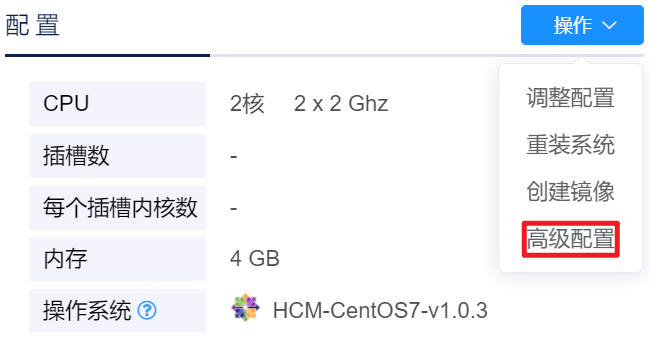 配 置
操作
调整配置
重装系统
创建镜像
高级配置
CPU 2核 2 x 2 Ghz
插槽数 -
每个插槽内核数 -
内存 4 GB
操作系统 ? HCM-CentOS7-v1.0.3